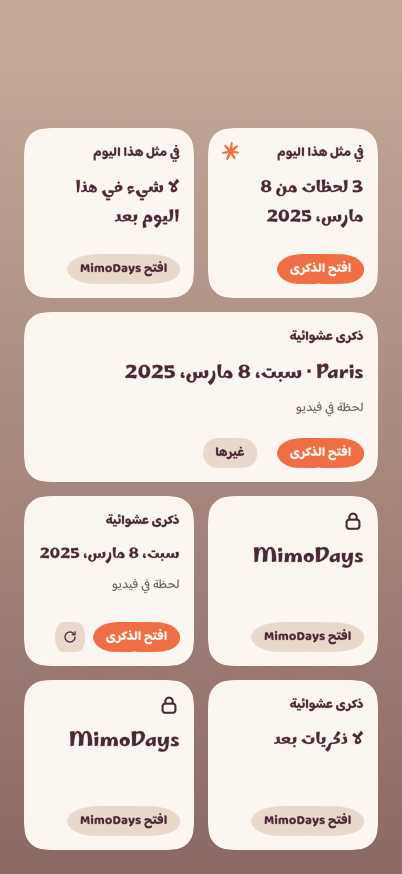 في مثل هذا اليوم
3 لحظات من 8
مارس، 2025
افتح الذكرى
في مثل هذا اليوم
لا شيء في هذا
اليوم بعد
افتح MimoDays
ذكرى عشوائية
Paris · سبت، 8 مارس، 2025
لحظة في فيديو
افتح الذكرى
غيرها
MimoDays
افتح MimoDays
ذكرى عشوائية
سبت، 8 مارس، 2025
لحظة في فيديو
افتح الذكرى
ذكرى عشوائية
لا ذكريات بعد
افتح MimoDays
MimoDays
افتح MimoDays